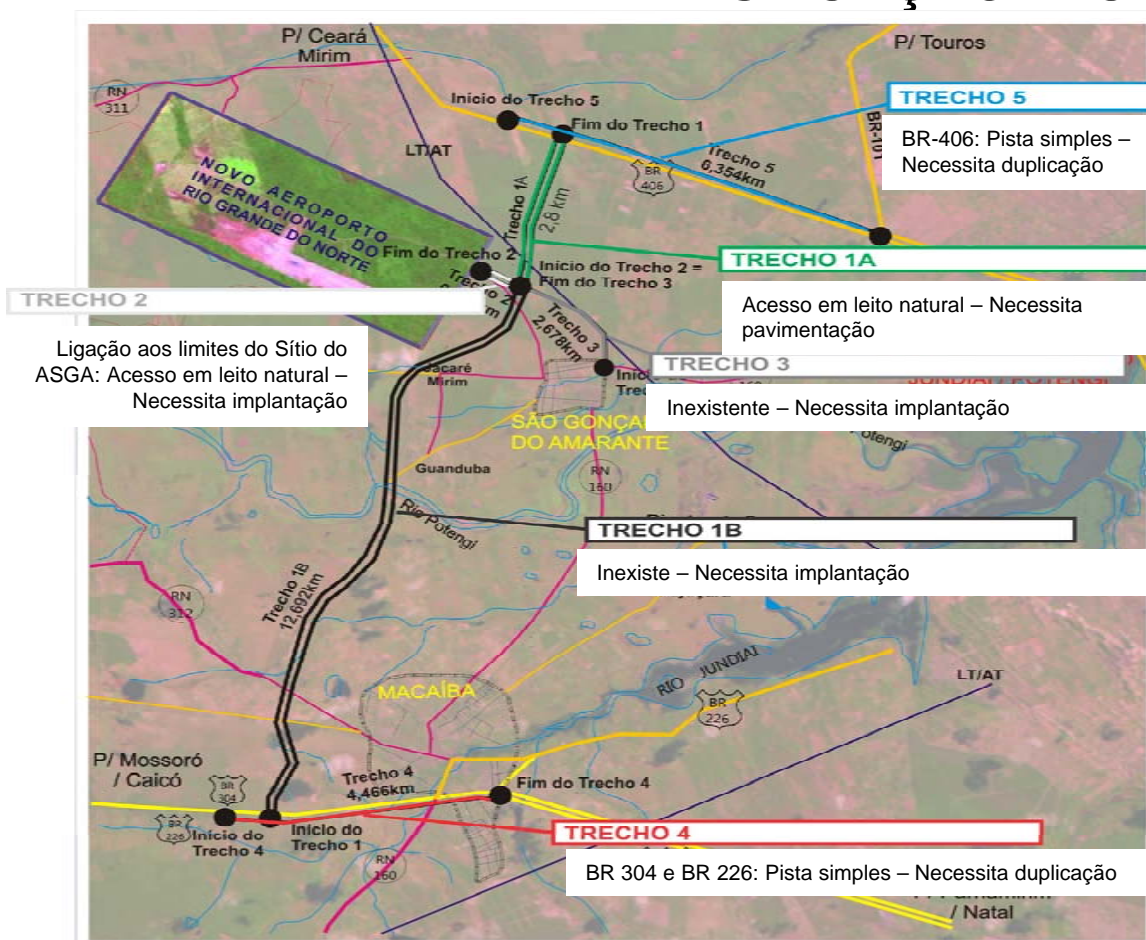 P/ Ceará
Mirim
P/ Touros
RN
311
Início do Trecho 5
Fim do Trecho 1
TRECHO 5
BR-101
BR-406: Pista simples –
Necessita duplicação
LT/AT
Trecho 5
6,354km
BR
406
NOVO AEROPORTO
INTERNACIONAL DO
RIO GRANDE DO NORTE
Trecho 1A
2,8 km
Fim do Trecho 2
Início do Trecho 2 =
Fim do Trecho 3
TRECHO 1A
Trecho 2
TRECHO 2
Acesso em leito natural – Necessita
pavimentação
Trecho 3
2,678km
Ligação aos limites do Sítio do
ASGA: Acesso em leito natural –
Necessita implantação
TRECHO 3
Mirim
Inexistente – Necessita implantação
SÃO GONÇA
DO AMARANTE
Potengi
Guanduba
RN
160
Rio Potengi
TRECHO 1B
Inexiste – Necessita implantação
Trecho 1B
12,692km
RN
312
RIO JUNDIAI
MACAÍBA
LT/AT
BR
226
P/ Mossoró
/ Caicó
Trecho 4
4,466km
Fim do Trecho 4
BR
304
BR
226
Início do
Trecho 4
Início do
Trecho 1
TRECHO 4
RN
160
BR 304 e BR 226: Pista simples – Necessita duplicação
/ Natal